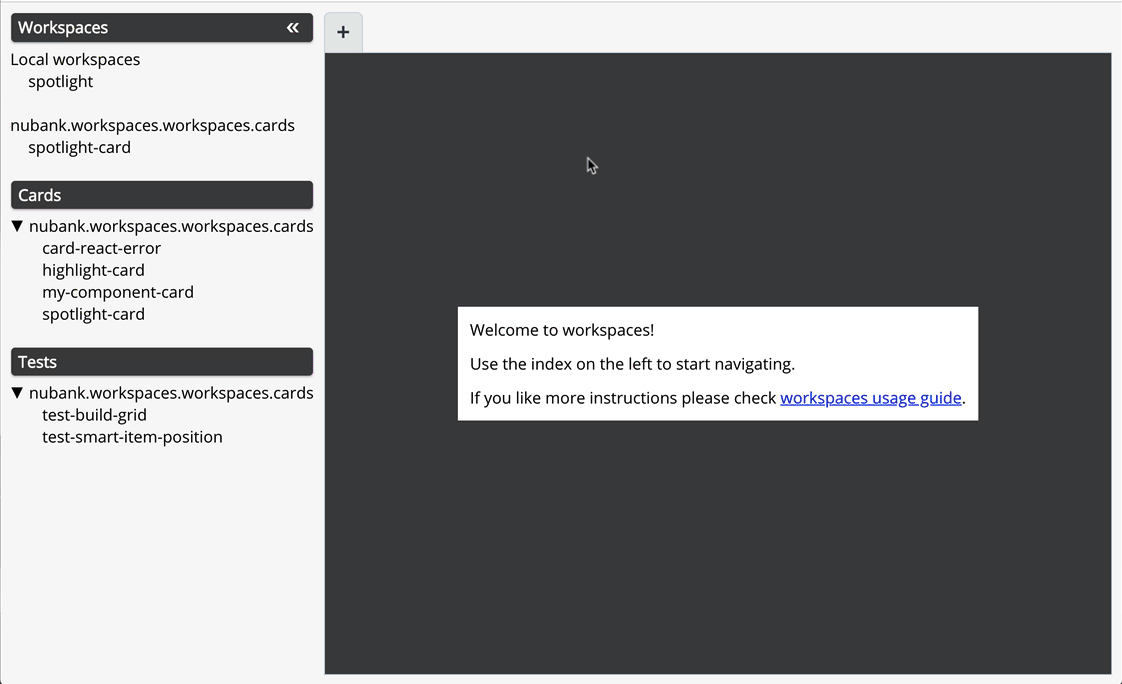 Workspaces «
Local workspaces
spotlight
nubank.workspaces.workspaces.cards
spotlight-card
Cards
▼ nubank.workspaces.workspaces.cards
card-react-error
highlight-card
my-component-card
spotlight-card
Tests
▼ nubank.workspaces.workspaces.cards
test-build-grid
test-smart-item-position
+
Welcome to workspaces!
Use the index on the left to start navigating.
If you like more instructions please check workspaces usage guide.